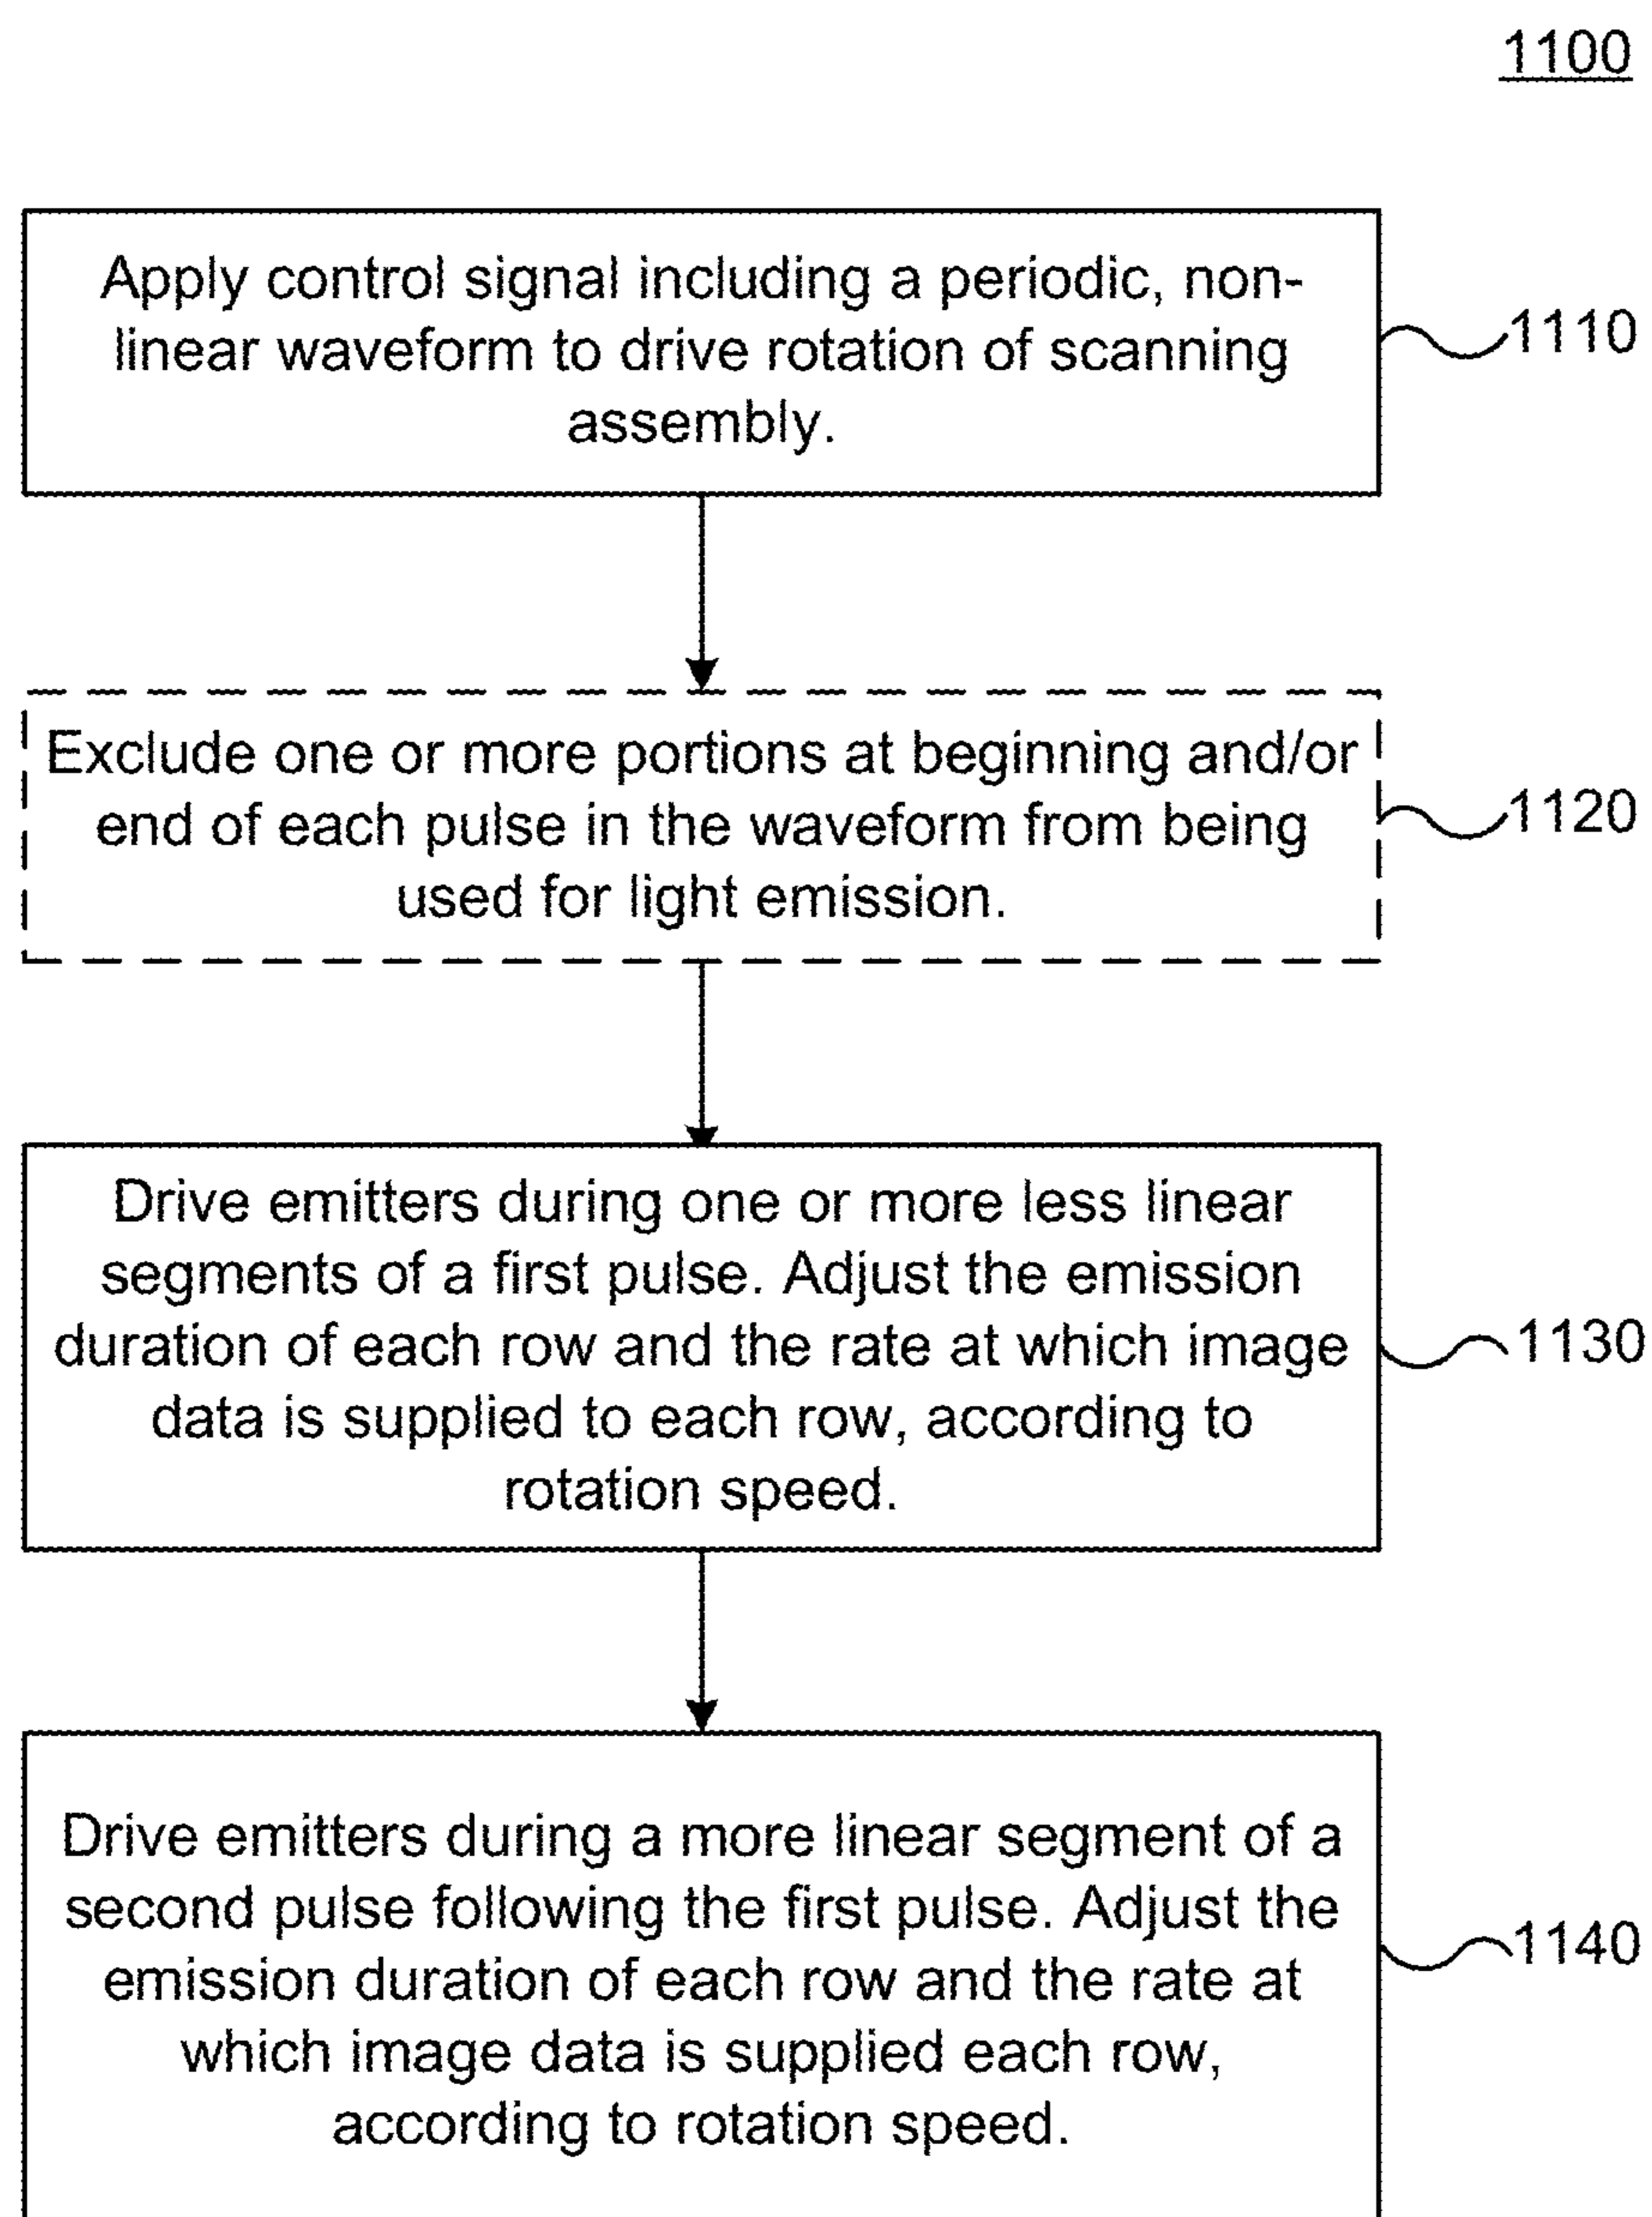 1100
Apply control signal including a periodic, non-
linear waveform to drive rotation of scanning
assembly.
1110
Exclude one or more portions at beginning and/or
end of each pulse in the waveform from being
used for light emission.
1120
Drive emitters during one or more less linear
segments of a first pulse. Adjust the emission
duration of each row and the rate at which image
data is supplied to each row, according to
rotation speed.
1130
Drive emitters during a more linear segment of a
second pulse following the first pulse. Adjust the
emission duration of each row and the rate at
which image data is supplied each row,
according to rotation speed.
1140